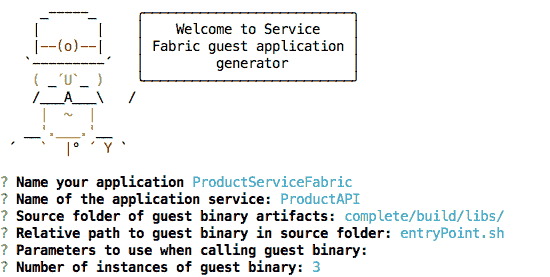 Welcome to Service
Fabric guest application
generator
? Name your application ProductServiceFabric
? Name of the application service: ProductAPI
? Source folder of guest binary artifacts: complete/build/libs/
? Relative path to guest binary in source folder: entryPoint.sh
? Parameters to use when calling guest binary:
? Number of instances of guest binary: 3